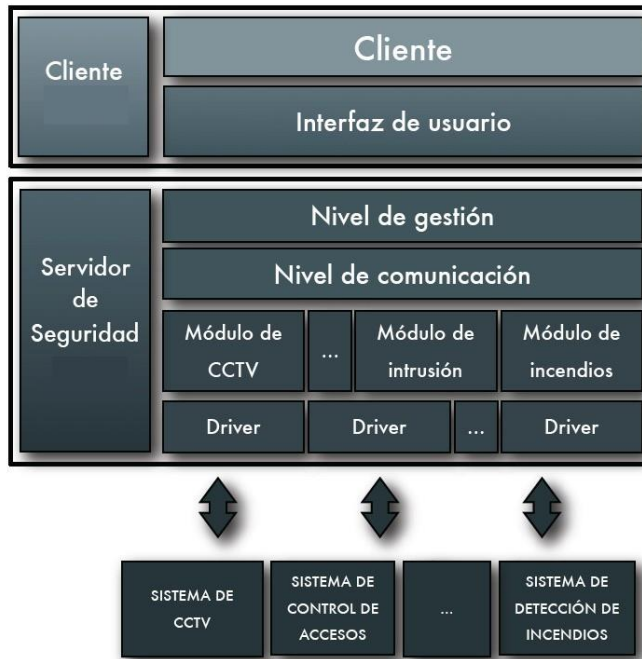 Cliente
Cliente
Interfaz de usuario
Servidor
de
Seguridad
Nivel de gestión
Nivel de comunicación
Módulo de
CCTV
...
Módulo de
intrusión
Módulo de
incendios
Driver
Driver
...
Driver
SISTEMA DE
CCTV
SISTEMA DE
CONTROL DE
ACCESOS
...
SISTEMA DE
DETECCIÓN DE
INCENDIOS